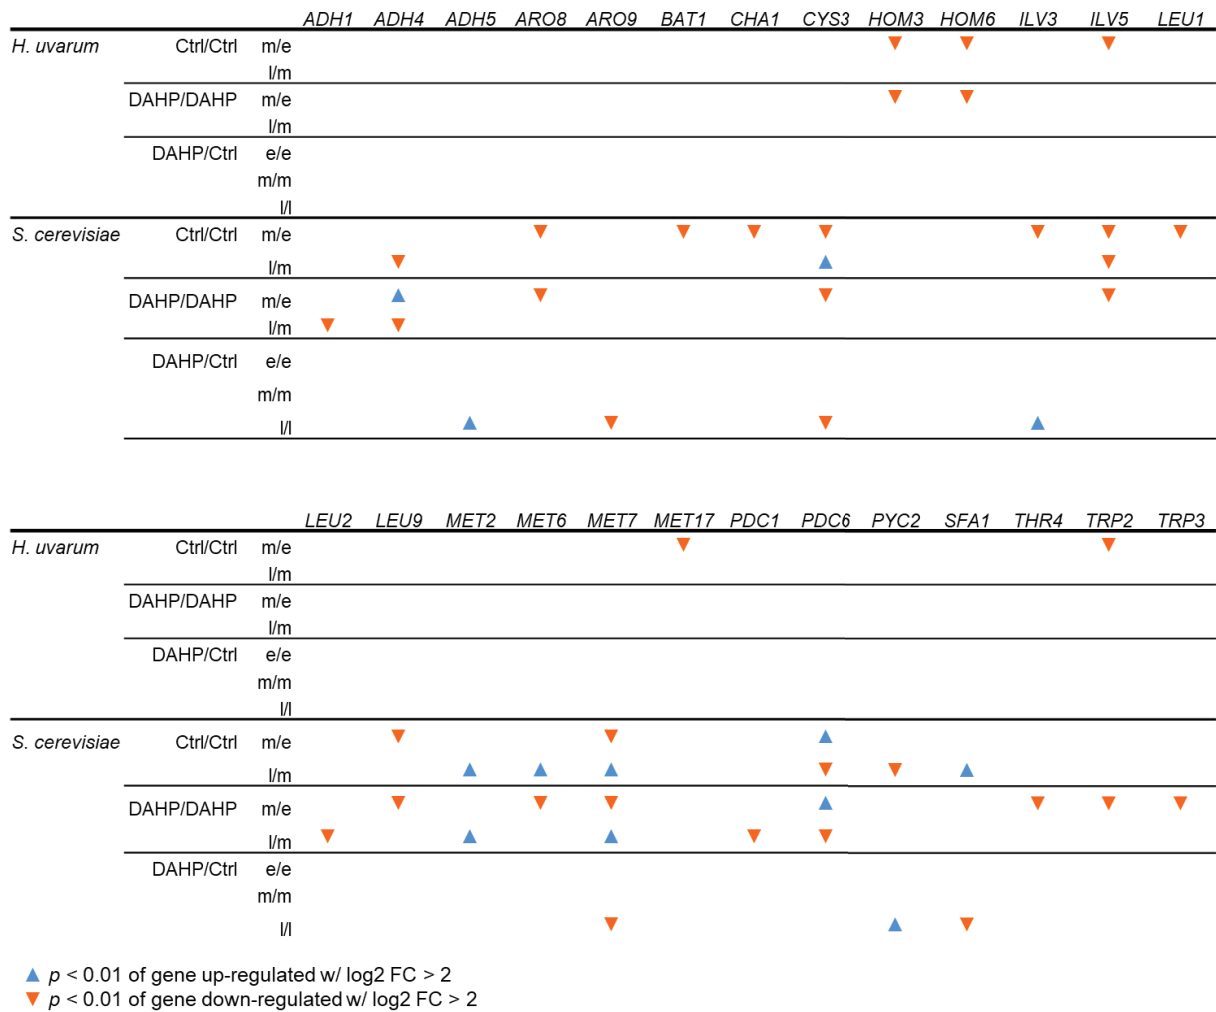 ADH1 ADH4 ADH5 ARO8 ARO9 BAT1 CHA1 CYS3 HOM3 HOM6 ILV3 ILV5 LEU1
H. uvarum Ctrl/Ctrl m/e
l/m
DAHP/DAHP m/e
l/m
DAHP/Ctrl e/e
m/m
l/l
S. cerevisiae Ctrl/Ctrl m/e
l/m
DAHP/DAHP m/e
l/m
DAHP/Ctrl e/e
m/m
l/l
LEU2 LEU9 MET2 MET6 MET7 MET17 PDC1 PDC6 PYC2 SFA1 THR4 TRP2 TRP3
H. uvarum Ctrl/Ctrl m/e
l/m
DAHP/DAHP m/e
l/m
DAHP/Ctrl e/e
m/m
l/l
S. cerevisiae Ctrl/Ctrl m/e
l/m
DAHP/DAHP m/e
l/m
DAHP/Ctrl e/e
m/m
l/l
p < 0.01 of gene up-regulated w/ log2 FC > 2
p < 0.01 of gene down-regulated w/ log2 FC > 2